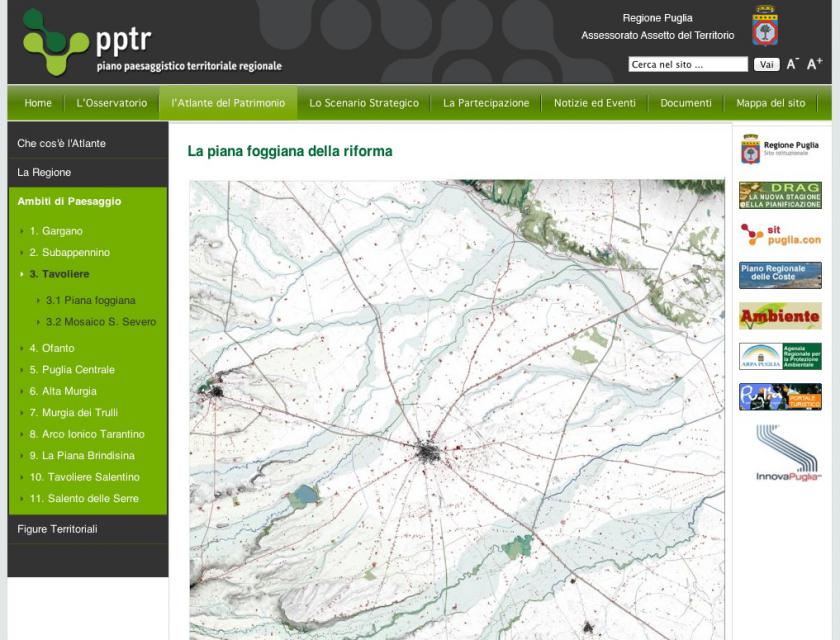 pptr
piano paesaggistico territoriale regionale
Regione Puglia
Assessorato Assetto del Territorio
Cerca nel sito ... Vai A- A+
Home L'Osservatorio l'Atlante del Patrimonio Lo Scenario Strategico La Partecipazione Notizie ed Eventi Documenti Mappa del sito
Che cos'è l'Atlante
La Regione
Ambiti di Paesaggio
1. Gargano
2. Subappennino
3. Tavoliere
3.1 Piana foggiana
3.2 Mosaico S. Severo
4. Ofanto
5. Puglia Centrale
6. Alta Murgia
7. Murgia dei Trulli
8. Arco Ionico Tarantino
9. La Piana Brindisina
10. Tavoliere Salentino
11. Salento delle Serre
Figure Territoriali
La piana foggiana della riforma
Regione Puglia
Sito Istituzionale
DRAG
LA NUOVA STAGIONE
DELLA PIANIFICAZIONE
sit
puglia.con
Piano Regionale
delle Coste
Ambiente
ARPA PUGLIA
Agenzia
Regionale per
la Protezione
Ambientale
Puglia
PORTALE
TURISTICO
InnovaPuglia